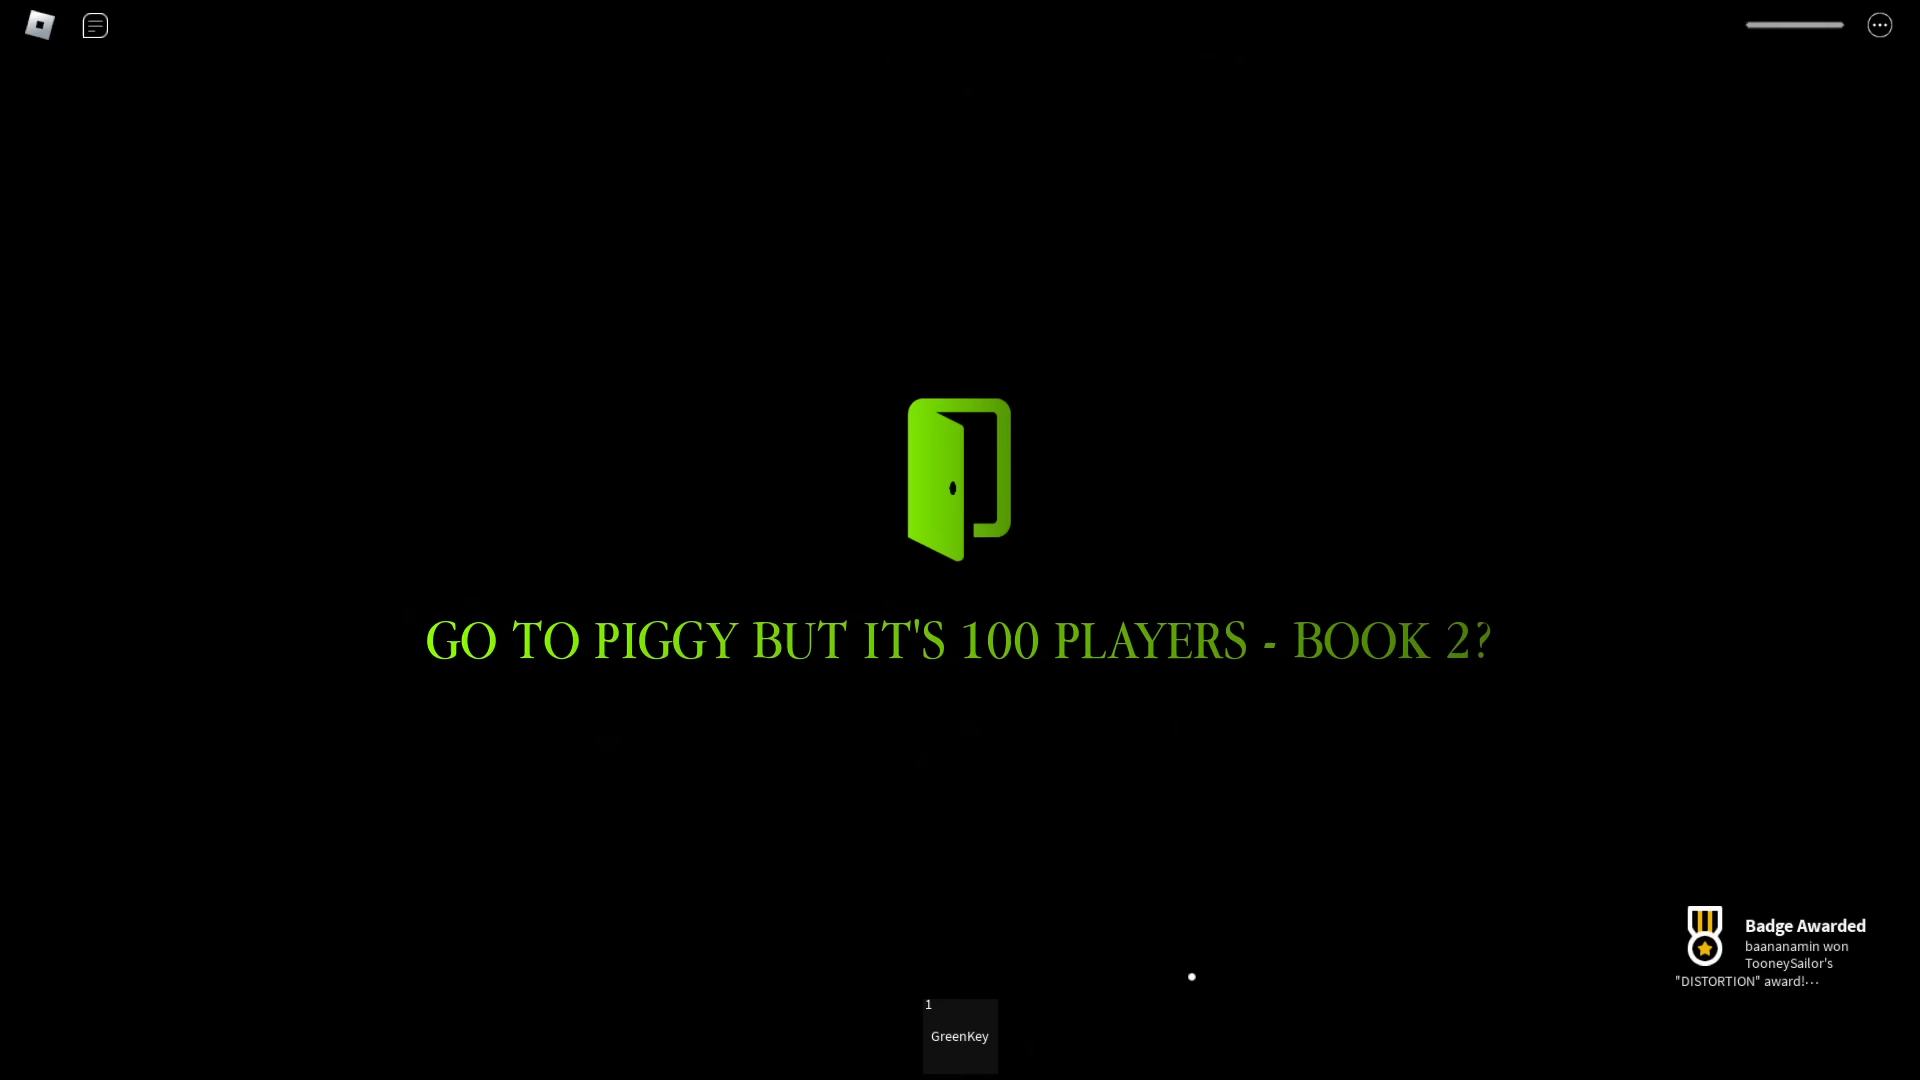 GO TO PIGGY BUT IT'S 100 PLAYERS - BOOK 2?
Badge Awarded
baananamin won
TooneySailor's
"DISTORTION" award!...
1
GreenKey